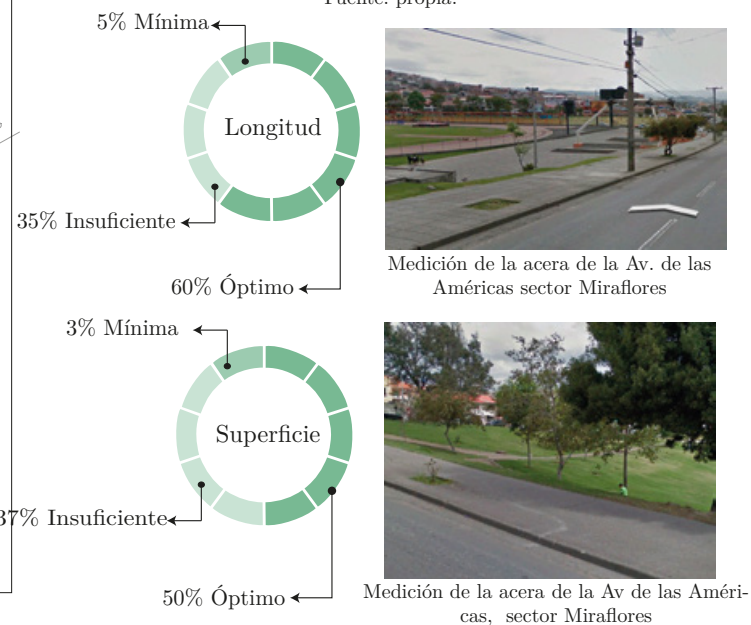 Fuente: propia.
5% Mínima
Longitud
35% Insuficiente
60% Óptimo
Medición de la acera de la Av. de las
Américas sector Miraflores
3% Mínima
Superficie
37% Insuficiente
50% Óptimo
Medición de la acera de la Av de las Améri-
cas, sector Miraflores